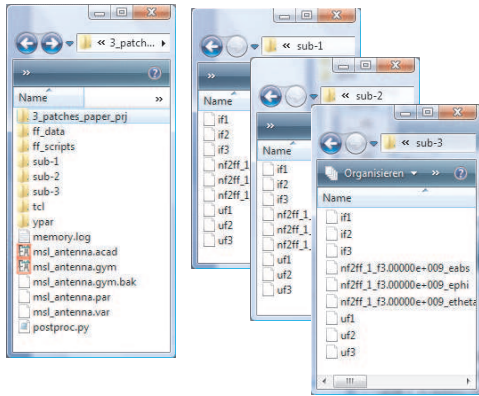 « 3_patch...
»
Name
»
3_patches_paper_prj
ff_data
ff_scripts
sub-1
sub-2
sub-3
tcl
ypar
memory.log
msl_antenna.acad
msl_antenna.gym
msl_antenna.gym.bak
msl_antenna.par
msl_antenna.var
postproc.py
« sub-1
»
Name
if1
if2
if3
nf2ff_1
nf2ff_1
nf2ff_1
uf1
uf2
uf3
« sub-2
»
Name
if1
if2
if3
nf2ff_1_
nf2ff_1_
nf2ff_1_
uf1
uf2
uf3
« sub-3
Organisieren »
Name
if1
if2
if3
nf2ff_1_f3.00000e+009_eabs
nf2ff_1_f3.00000e+009_ephi
nf2ff_1_f3.00000e+009_etheta
uf1
uf2
uf3